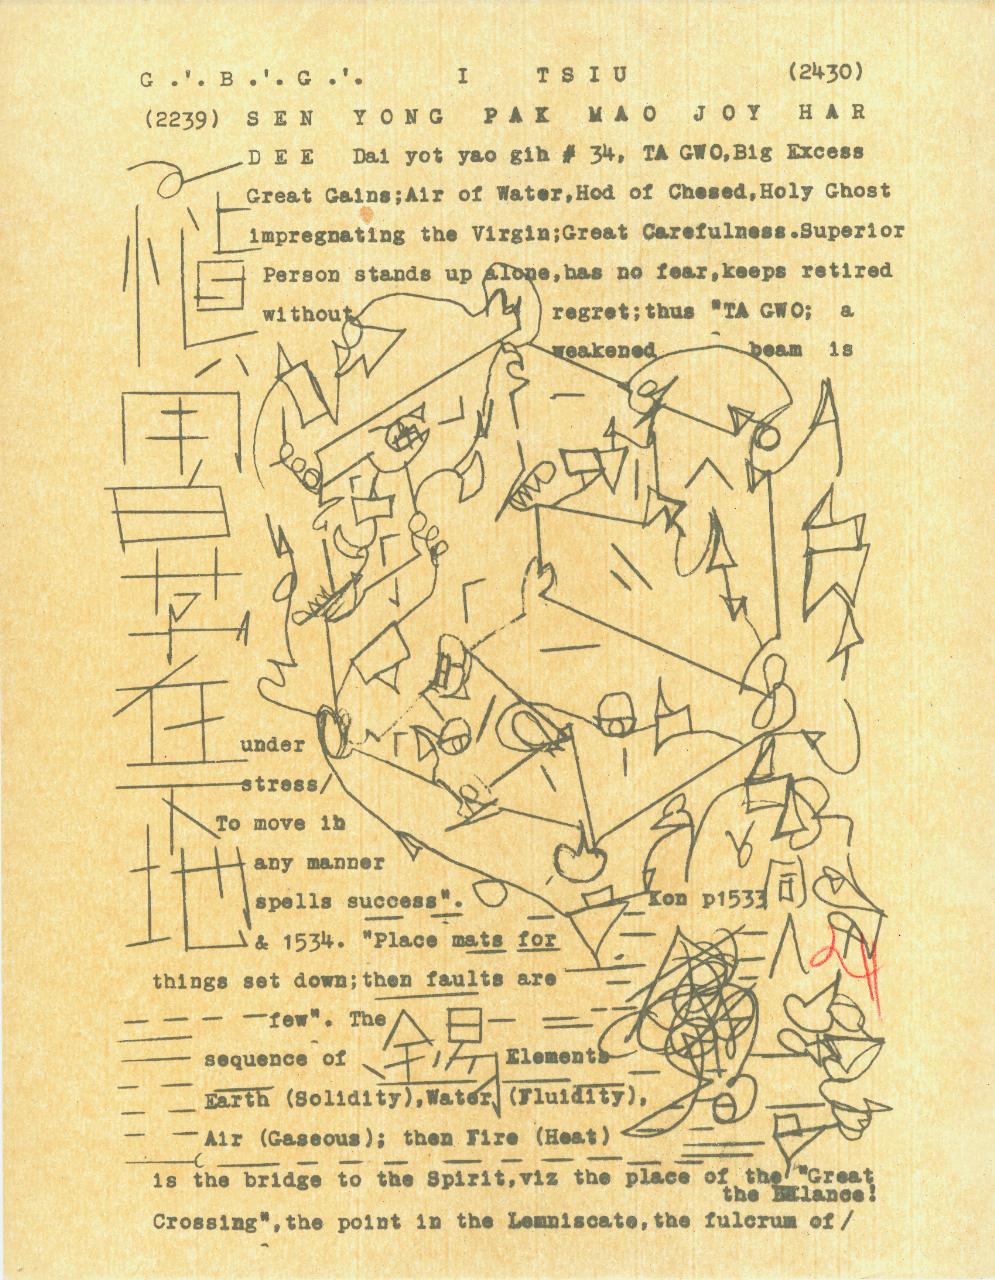 G.'.B.'.G.'. I TSIU (2430)
(2239) SEN YONG PAK MAO JOY HAR
DEE Dai yot yao gih # 34, TA GWO,Big Excess
Great Gains;Air of Water,Hod of Chesed,Holy Ghost
impregnating the Virgin;Great Carefulness.Superior
Person stands up alone,has no fear,keeps retired
without regret;thus "TA GWO; a
weakened beam is
under
stress/
To move ih
any manner
spells success".
Kon p1533
& 1534. "Place mats for
things set down;then faults are
few". The
sequence of Elements
Earth (Solidity),Water (Fluidity),
Air (Gaseous); then Fire (Heat)
is the bridge to the Spirit,viz the place of the "Great
Crossing",the point in the Lemniscate,the fulcrum of/
the Balance!
24